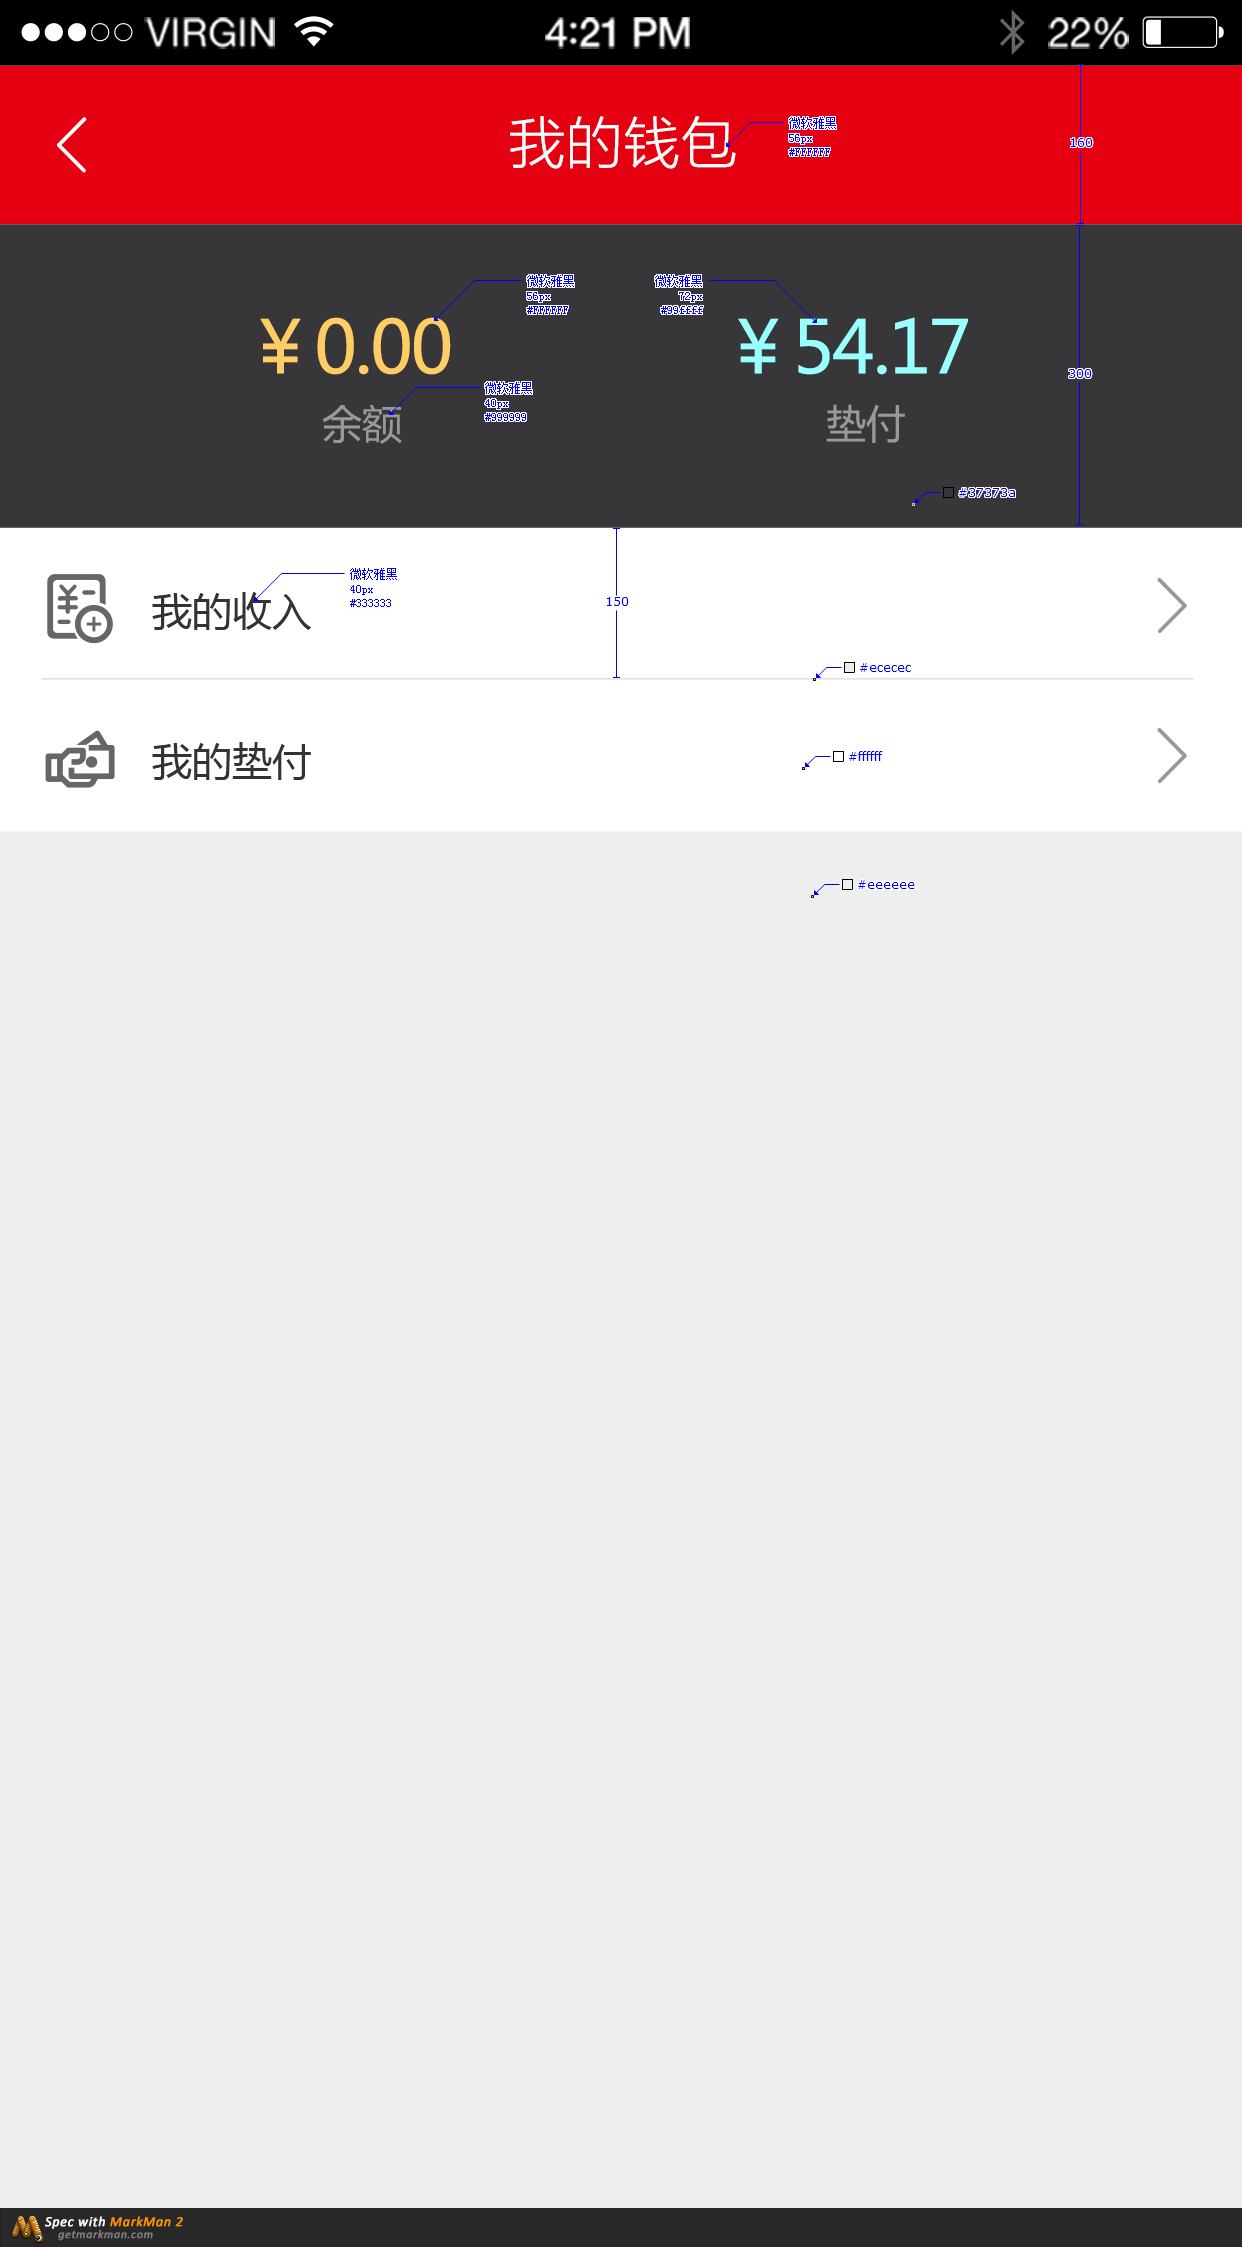 VIRGIN 4:21 PM 22%
我的钱包
微软雅黑
56px
#FFFFFF
160
微软雅黑
56px
#FFFFFF
微软雅黑
72px
#99ffff
¥ 0.00
¥ 54.17
300
微软雅黑
40px
#999999
余额
垫付
#37373a
微软雅黑
40px
#333333
我的收入
150
#ececec
我的垫付
#ffffff
#eeeeee
Spec with MarkMan 2
getmarkman.com